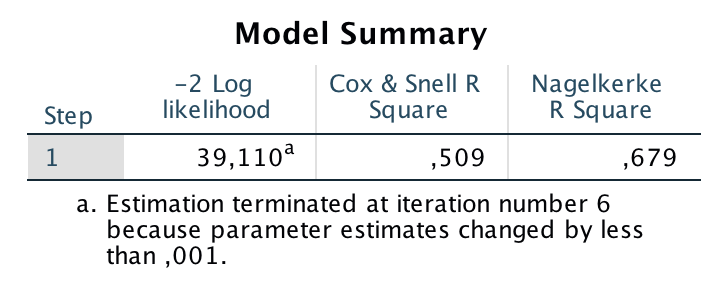 Model Summary
Step
-2 Log likelihood
Cox & Snell R Square
Nagelkerke R Square
1
39,110a
,509
,679
a. Estimation terminated at iteration number 6
because parameter estimates changed by less
than ,001.